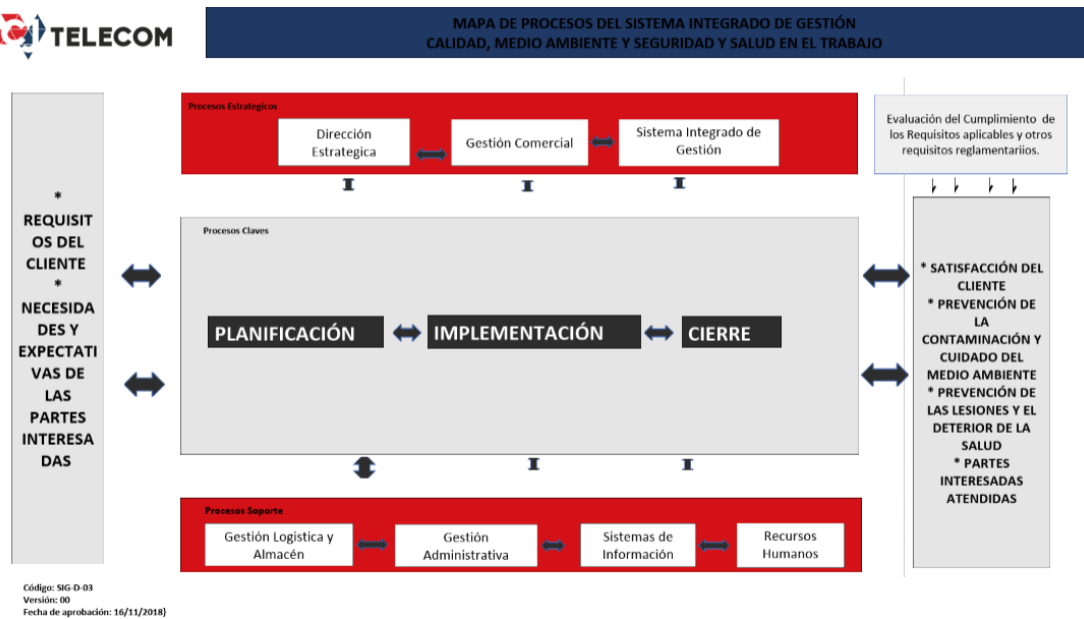 TELECOM
MAPA DE PROCESOS DEL SISTEMA INTEGRADO DE GESTIÓN
CALIDAD, MEDIO AMBIENTE Y SEGURIDAD Y SALUD EN EL TRABAJO
*
REQUISIT
OS DEL
CLIENTE
*
NECESIDA
DES Y
EXPECTATI
VAS DE
LAS
PARTES
INTERESA
DAS
Procesos Estrategicos
Dirección
Estrategica
Gestión Comercial
Sistema Integrado de
Gestión
Procesos Claves
PLANIFICACIÓN
IMPLEMENTACIÓN
CIERRE
Procesos Soporte
Gestión Logistica y
Almacén
Gestión
Administrativa
Sistemas de
Información
Recursos
Humanos
Evaluación del Cumplimiento de
los Requisitos aplicables y otros
requisitos reglamentariios.
* SATISFACCIÓN DEL
CLIENTE
* PREVENCIÓN DE
LA
CONTAMINACIÓN Y
CUIDADO DEL
MEDIO AMBIENTE
* PREVENCIÓN DE
LAS LESIONES Y EL
DETERIOR DE LA
SALUD
* PARTES
INTERESADAS
ATENDIDAS
Código: SIG-D-03
Versión: 00
Fecha de aprobación: 16/11/2018}